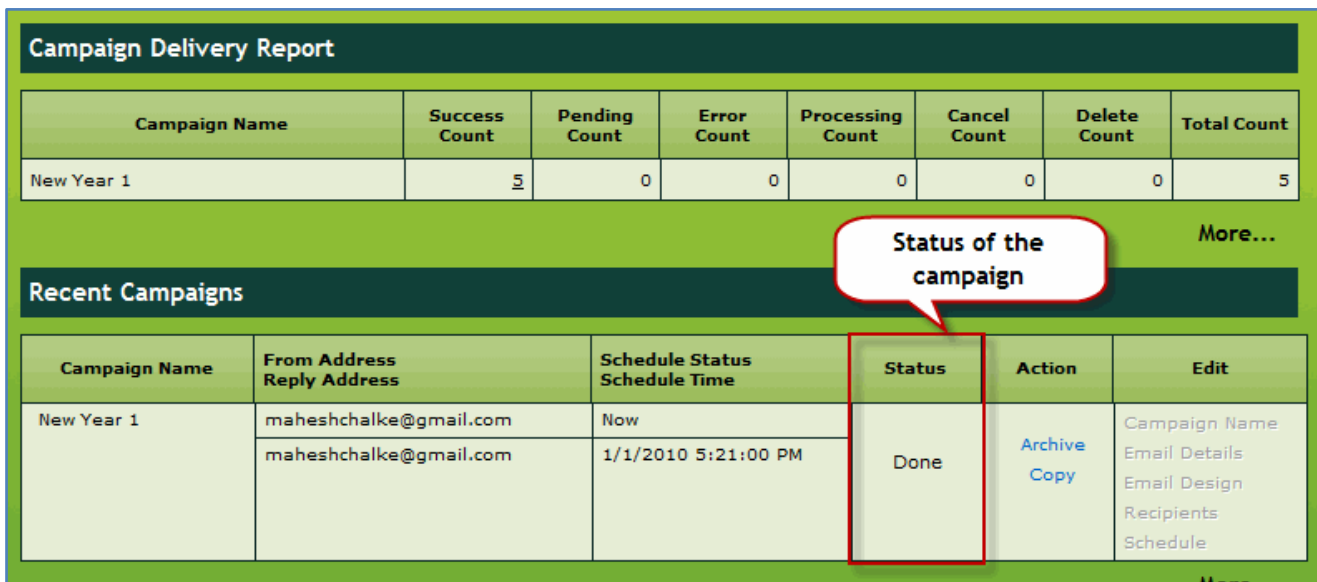 Campaign Delivery Report
Campaign Name Success Count Pending Count Error Count Processing Count Cancel Count Delete Count Total Count
New Year 1 5 0 0 0 0 0 5
More...
Status of the
campaign
Recent Campaigns
Campaign Name From Address Reply Address Schedule Status Schedule Time Status Action Edit
New Year 1 maheshchalke@gmail.com Now
maheshchalke@gmail.com 1/1/2010 5:21:00 PM
Done
Archive
Copy
Campaign Name
Email Details
Email Design
Recipients
Schedule